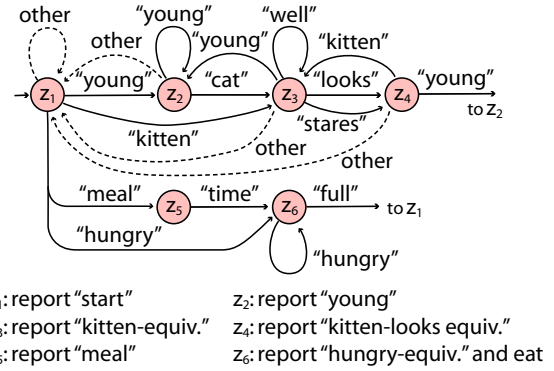 other
"young"
"well"
other
"young"
"kitten"
z1
"young"
z2
"cat"
z3
"looks"
z4
"young"
to z2
"kitten"
"stares"
other
other
"meal"
z5
"time"
z6
"full"
to z1
"hungry"
"hungry"
: report "start"
z2: report "young"
: report "kitten-equiv."
z4: report "kitten-looks equiv."
: report "meal"
z6: report "hungry-equiv." and eat